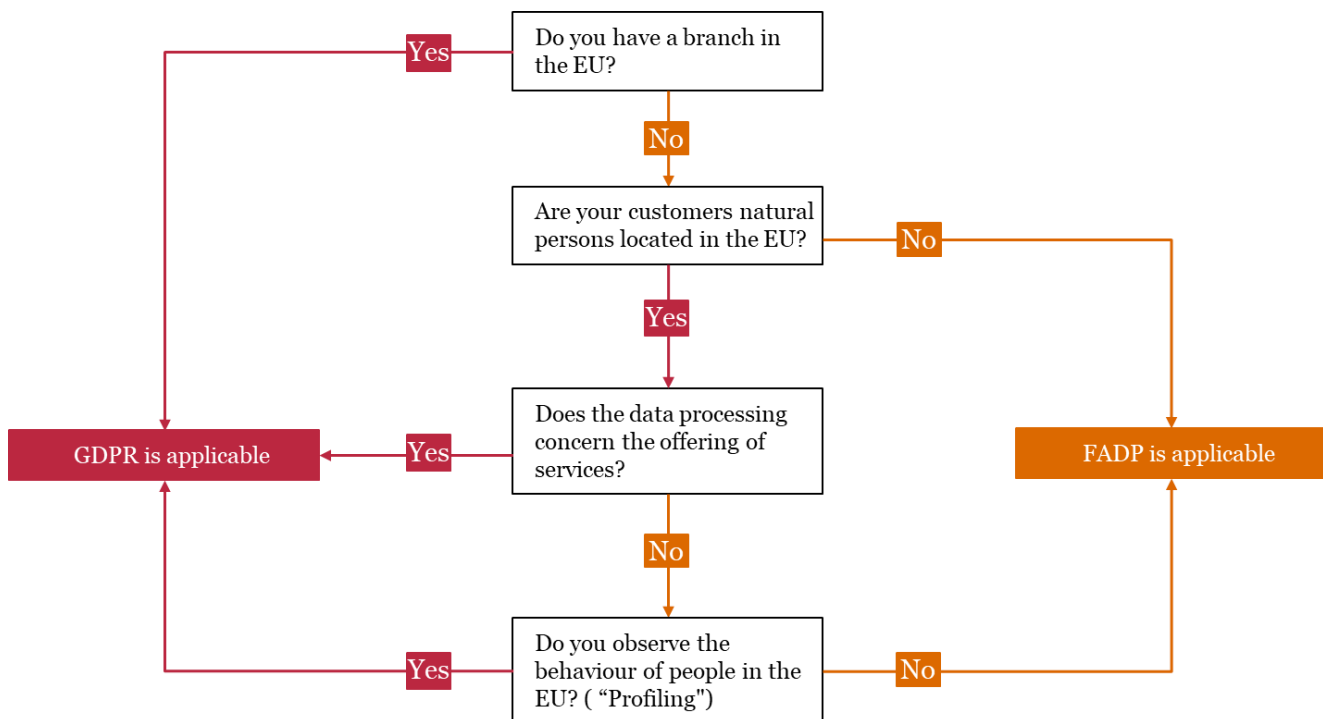 Do you have a branch in
the EU?
Yes
No
Are your customers natural
persons located in the EU?
No
Yes
Does the data processing
concern the offering of
services?
Yes
GDPR is applicable
FADP is applicable
No
Do you observe the
behaviour of people in the
EU? ( “Profiling")
Yes
No